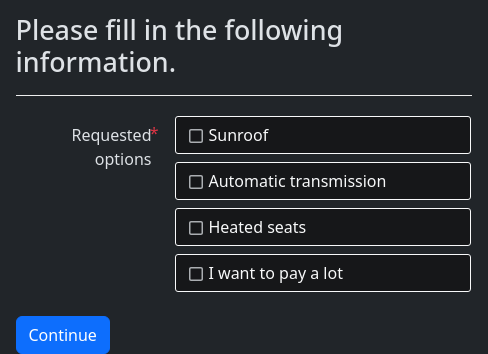 Please fill in the following
information.
Requested*
options
Sunroof
Automatic transmission
Heated seats
I want to pay a lot
Continue